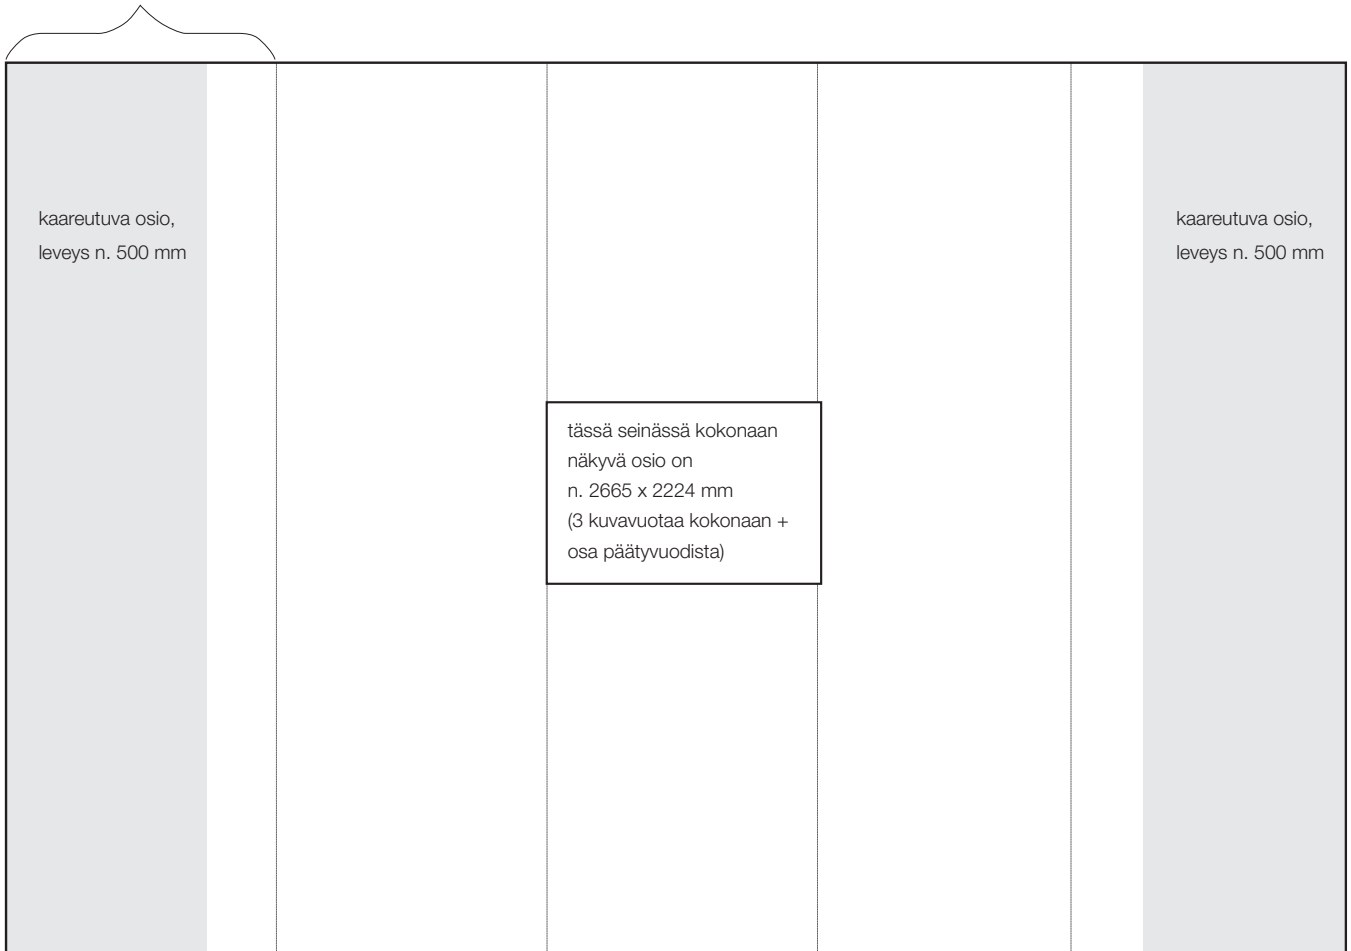 kaareutuva osio,
leveys n. 500 mm
kaareutuva osio,
leveys n. 500 mm
tässä seinässä kokonaan
näkyvä osio on
n. 2665 x 2224 mm
(3 kuvavuotaa kokonaan +
osa päätyvuodista)